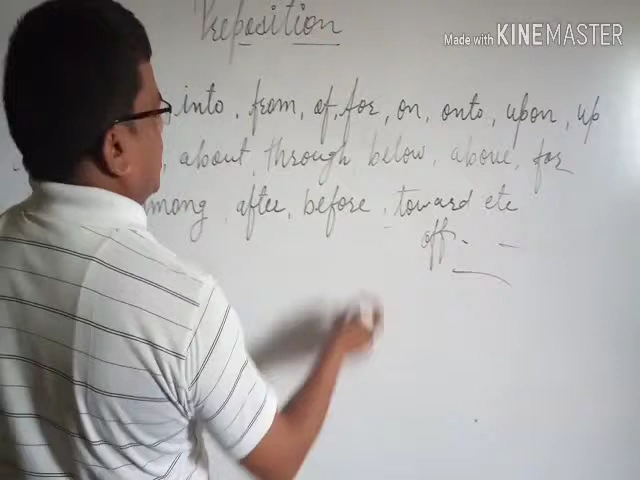 Preposition
Made with KINEMASTER
into, from, of, for, on, onto, upon, up
about, through below, above, for
among after, before, toward etc
off.